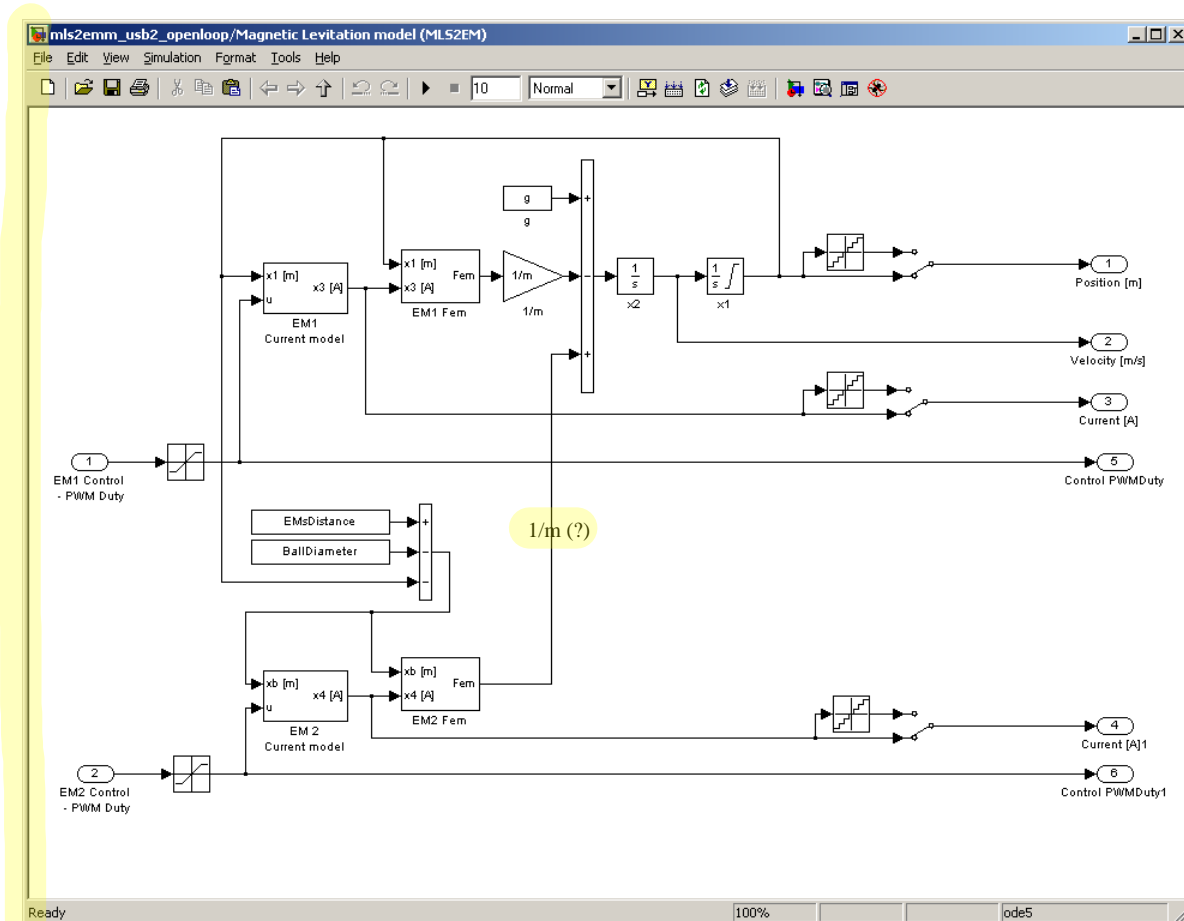 mls2emm_usb2_openloop/Magnetic Levitation model (MLS2EM)
File Edit View Simulation Format Tools Help
10 Normal
g
g
x1 [m]
x3 [A]
Fem
EM1 Fem
1/m
1/m
1
s
x2
1
s
x1
1
Position [m]
x1 [m]
u
x3 [A]
EM1
Current model
2
Velocity [m/s]
3
Current [A]
1
EM1 Control
- PWM Duty
5
Control PWMDuty
EMsDistance
BallDiameter
+
-
-
+
-
+
1/m (?)
xb [m]
u
x4 [A]
EM 2
Current model
xb [m]
x4 [A]
Fem
EM2 Fem
4
Current [A]1
2
EM2 Control
- PWM Duty
6
Control PWMDuty1
Ready 100% ode5